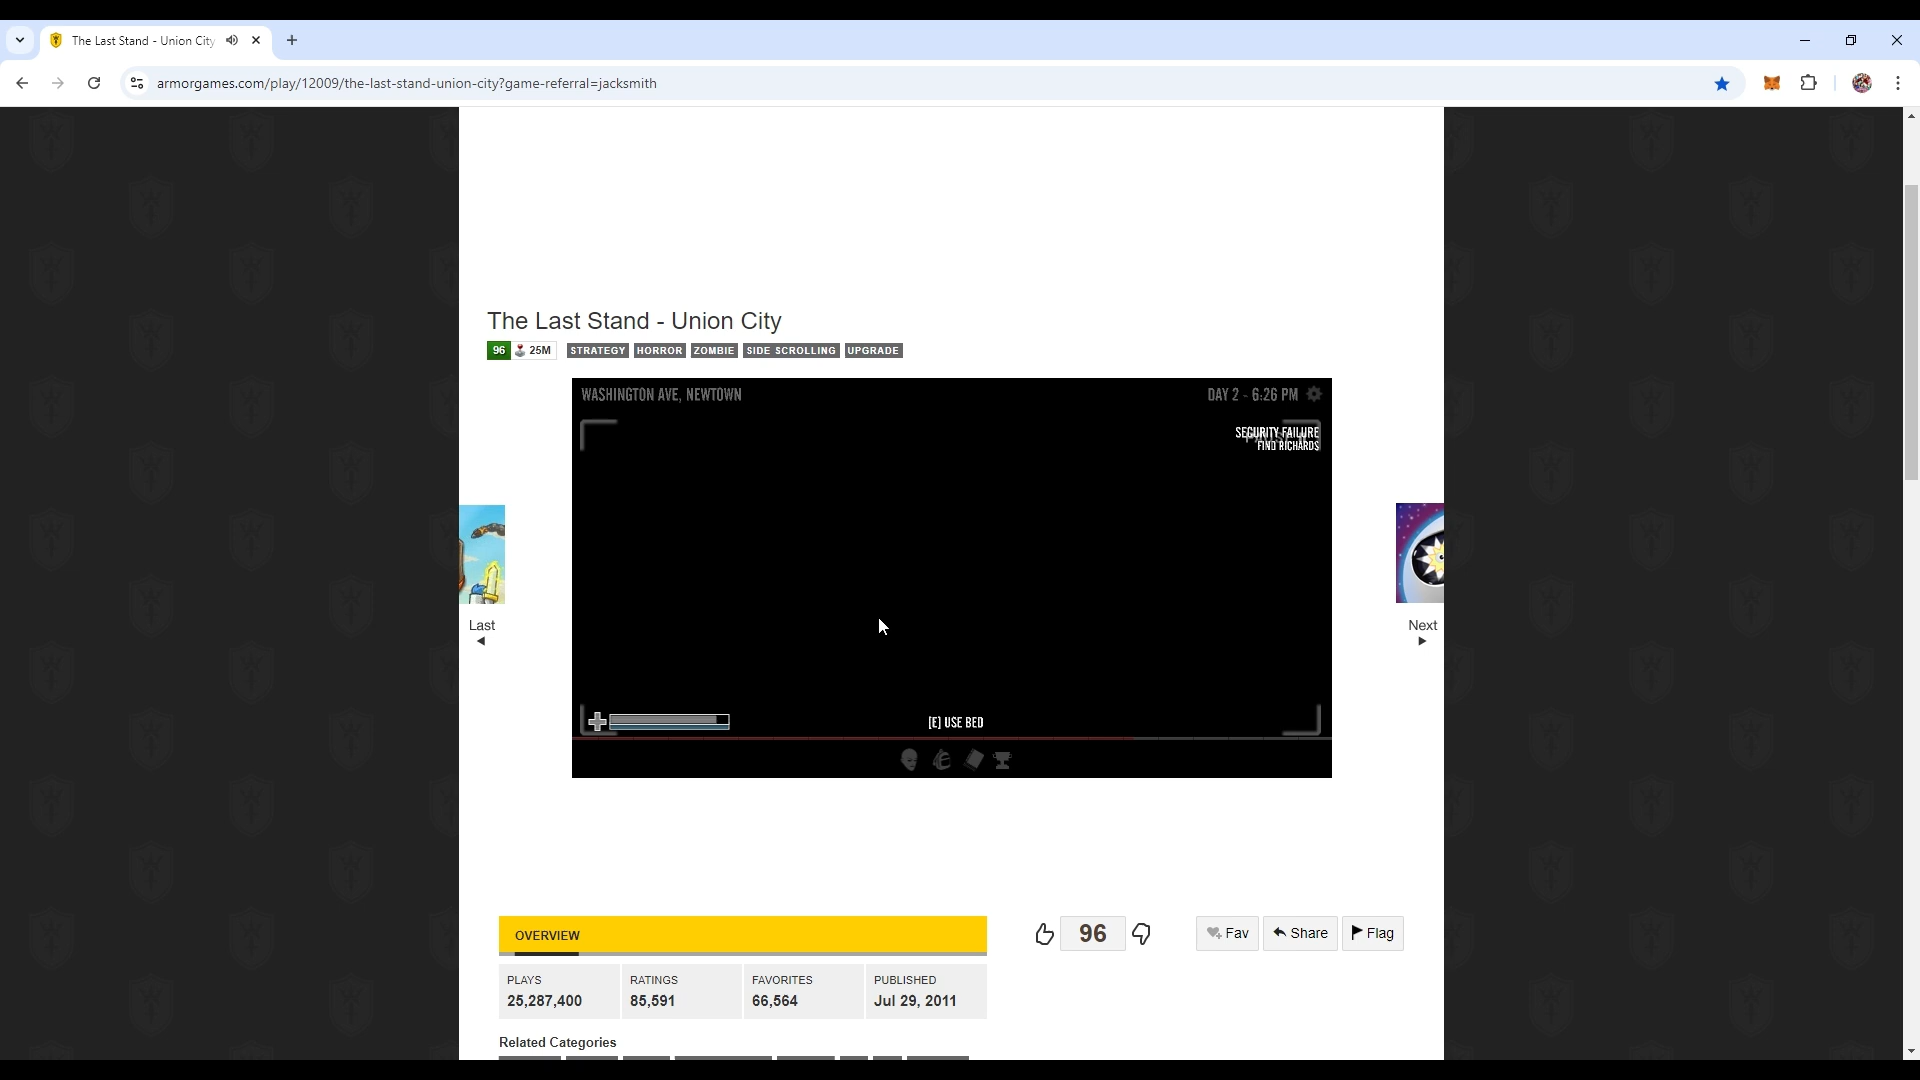 The Last Stand - Union City
armorgames.com/play/12009/the-last-stand-union-city?game-referral=jacksmith
The Last Stand - Union City
96 25M STRATEGY HORROR ZOMBIE SIDE SCROLLING UPGRADE
WASHINGTON AVE, NEWTOWN
DAY 2 - 6:26 PM
SECURITY FAILURE
FIND RICHARDS
Last
Next
[E] USE BED
OVERVIEW
96
Fav
Share
Flag
PLAYS
25,287,400
RATINGS
85,591
FAVORITES
66,564
PUBLISHED
Jul 29, 2011
Related Categories